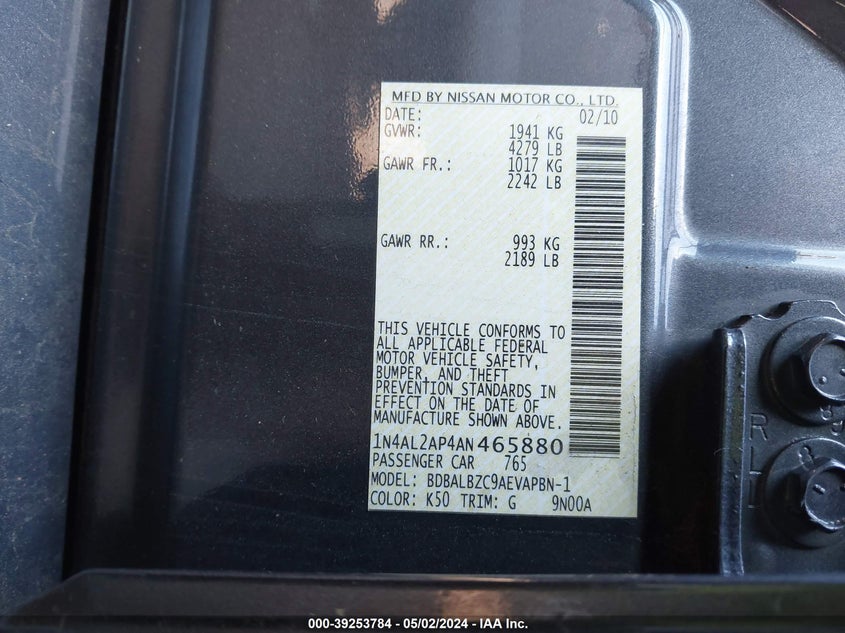 MFD BY NISSAN MOTOR CO., LTD.
DATE: 02/10
GVWR: 1941 KG
4279 LB
GAWR FR.: 1017 KG
2242 LB
GAWR RR.: 993 KG
2189 LB
THIS VEHICLE CONFORMS TO
ALL APPLICABLE FEDERAL
MOTOR VEHICLE SAFETY,
BUMPER, AND THEFT
PREVENTION STANDARDS IN
EFFECT ON THE DATE OF
MANUFACTURE SHOWN ABOVE.
1N4AL2AP4AN465880
PASSENGER CAR 765
MODEL: BDBALBZC9AEVAPBN-1
COLOR: K50 TRIM: G 9N00A
000-39253784 - 05/02/2024 - IAA Inc.